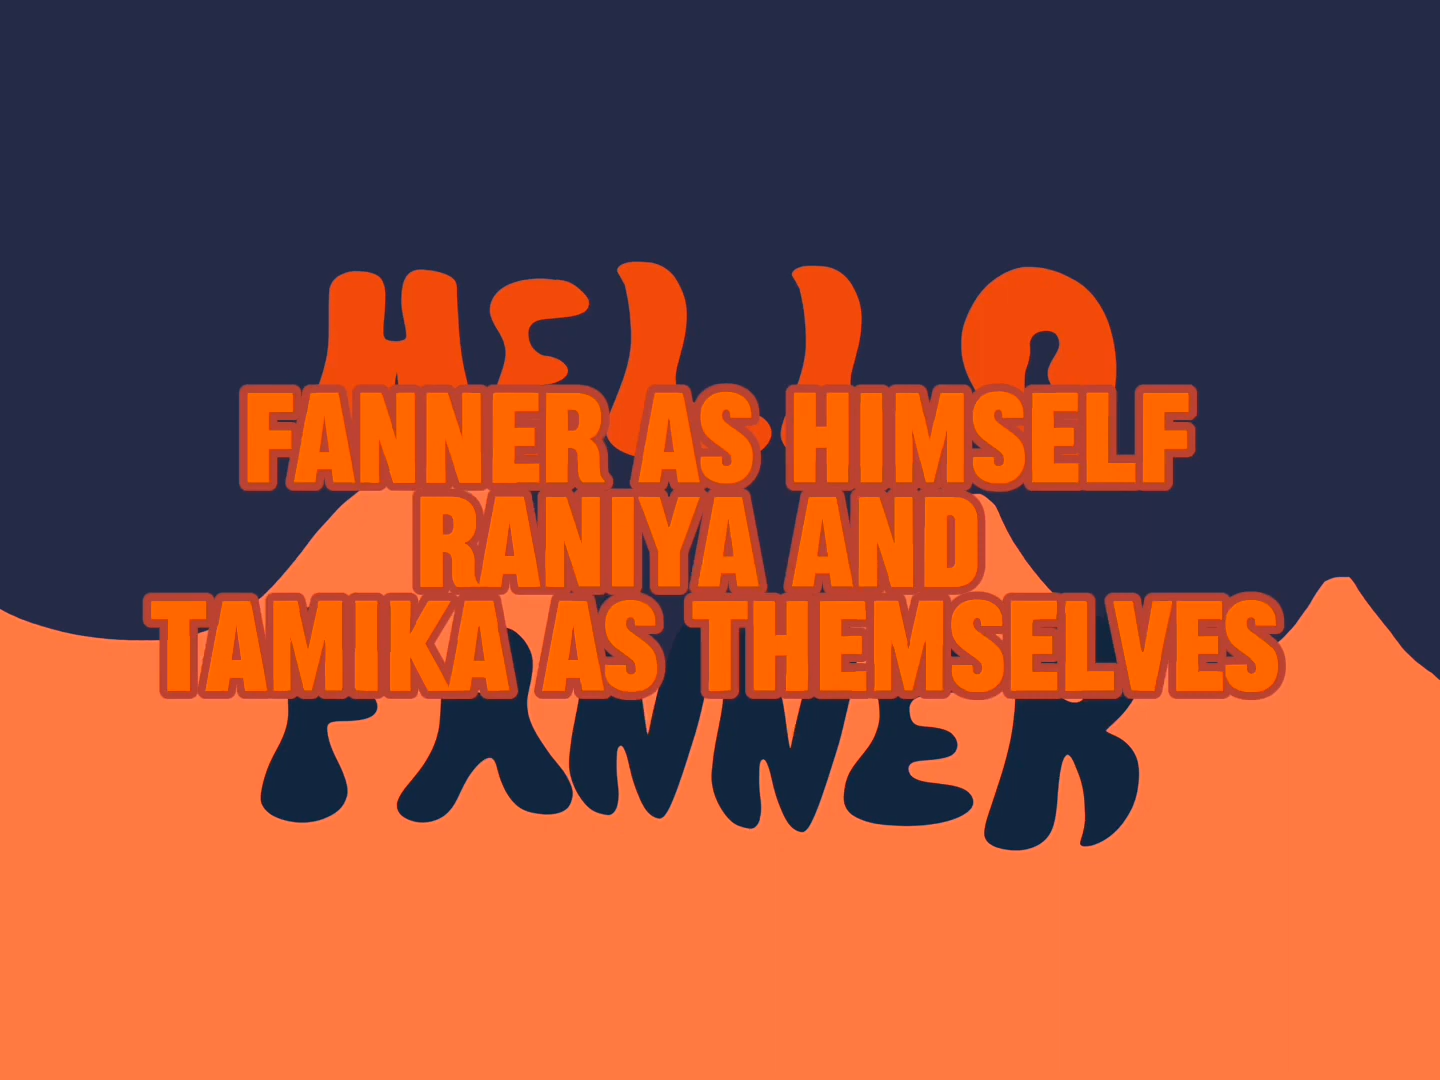 HELLO
FANNER AS HIMSELF
RANIYA AND
TAMIKA AS THEMSELVES
FANNER